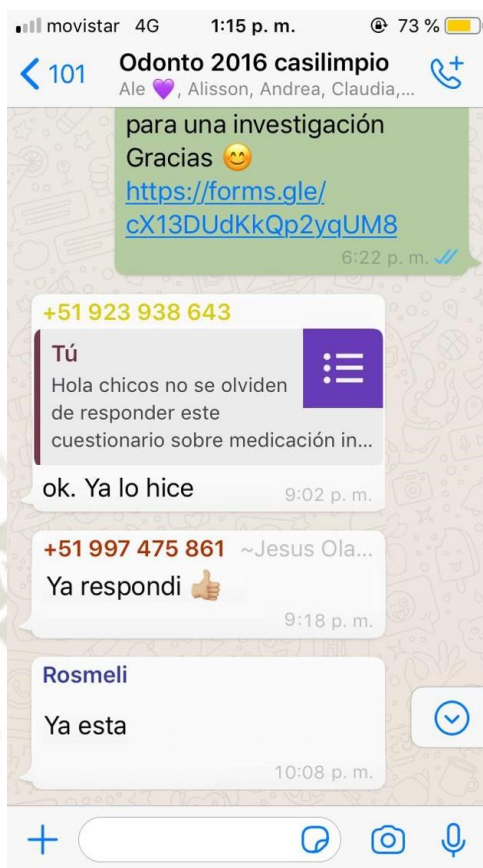 movistar 4G 1:15 p. m. 73 %
101 Odonto 2016 casilimpio
Ale 💜, Alisson, Andrea, Claudia,...
para una investigación
Gracias 😊
https://forms.gle/
cX13DUdKkQp2yqUM8
6:22 p. m.
+51 923 938 643
Tú
Hola chicos no se olviden
de responder este
cuestionario sobre medicación in...
ok. Ya lo hice 9:02 p. m.
+51 997 475 861 ~Jesus Ola...
Ya respondi 👍🏼
9:18 p. m.
Rosmeli
Ya esta
10:08 p. m.